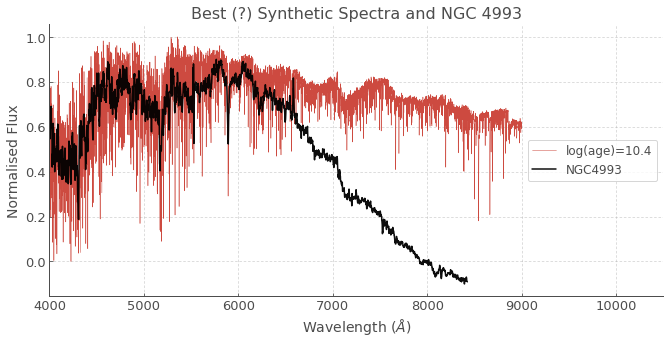 Best (?) Synthetic Spectra and NGC 4993
1.0
0.8
0.6
0.4
0.2
0.0
Normalised Flux
log(age)=10.4
NGC4993
4000 5000 6000 7000 8000 9000 10000
Wavelength (Å)